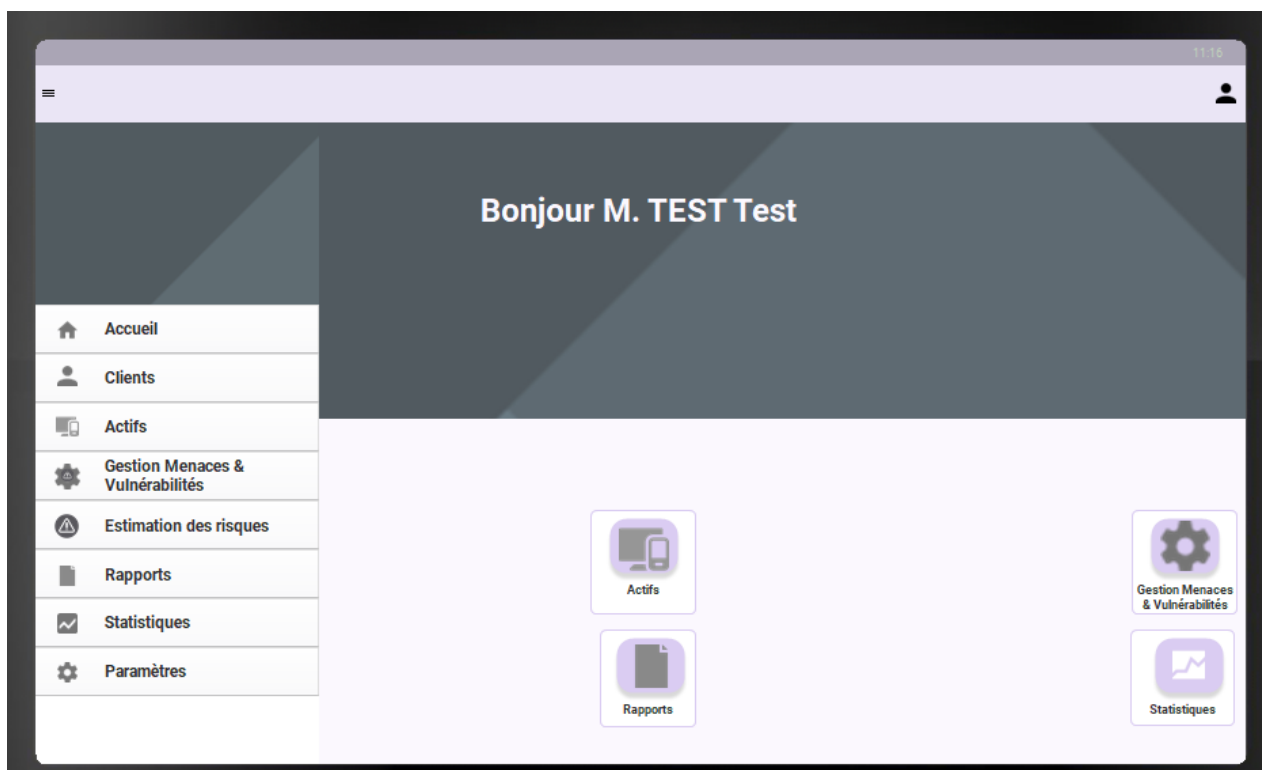 11:16
Bonjour M. TEST Test
Accueil
Clients
Actifs
Gestion Menaces &
Vulnérabilités
Estimation des risques
Rapports
Statistiques
Paramètres
Actifs
Gestion Menaces
& Vulnérabilités
Rapports
Statistiques